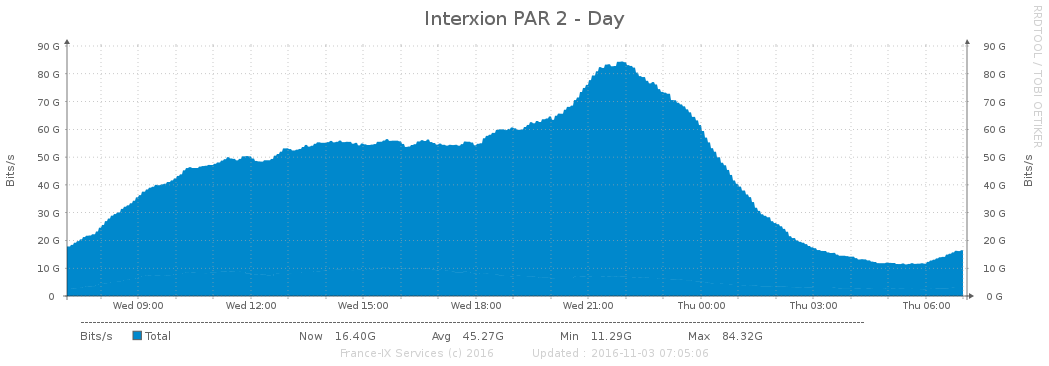 Interxion PAR 2 - Day
RRDTOOL / TOBI OETIKER
Bits/s
90 G 90 G
80 G 80 G
70 G 70 G
60 G 60 G
50 G 50 G
40 G 40 G
30 G 30 G
20 G 20 G
10 G 10 G
0 0 G
Bits/s
Wed 09:00 Wed 12:00 Wed 15:00 Wed 18:00 Wed 21:00 Thu 00:00 Thu 03:00 Thu 06:00
Bits/s Total Now 16.40G Avg 45.27G Min 11.29G Max 84.32G
France-IX Services (c) 2016 Updated : 2016-11-03 07:05:06